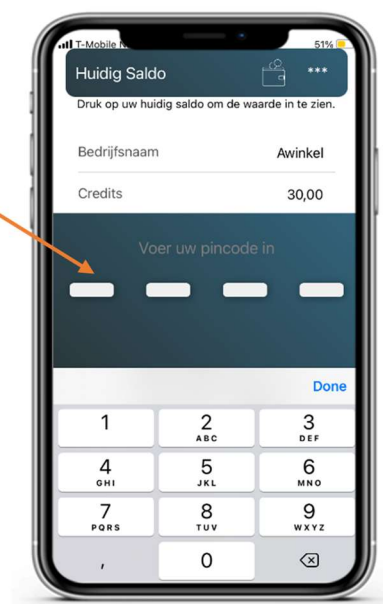 T-Mobile
51%
Huidig Saldo
***
Druk op uw huidig saldo om de waarde in te zien.
Bedrijfsnaam Awinkel
Credits 30,00
Voer uw pincode in
Done
1 2 3
ABC DEF
4 5 6
GHI JKL MNO
7 8 9
PQRS TUV WXYZ
, 0